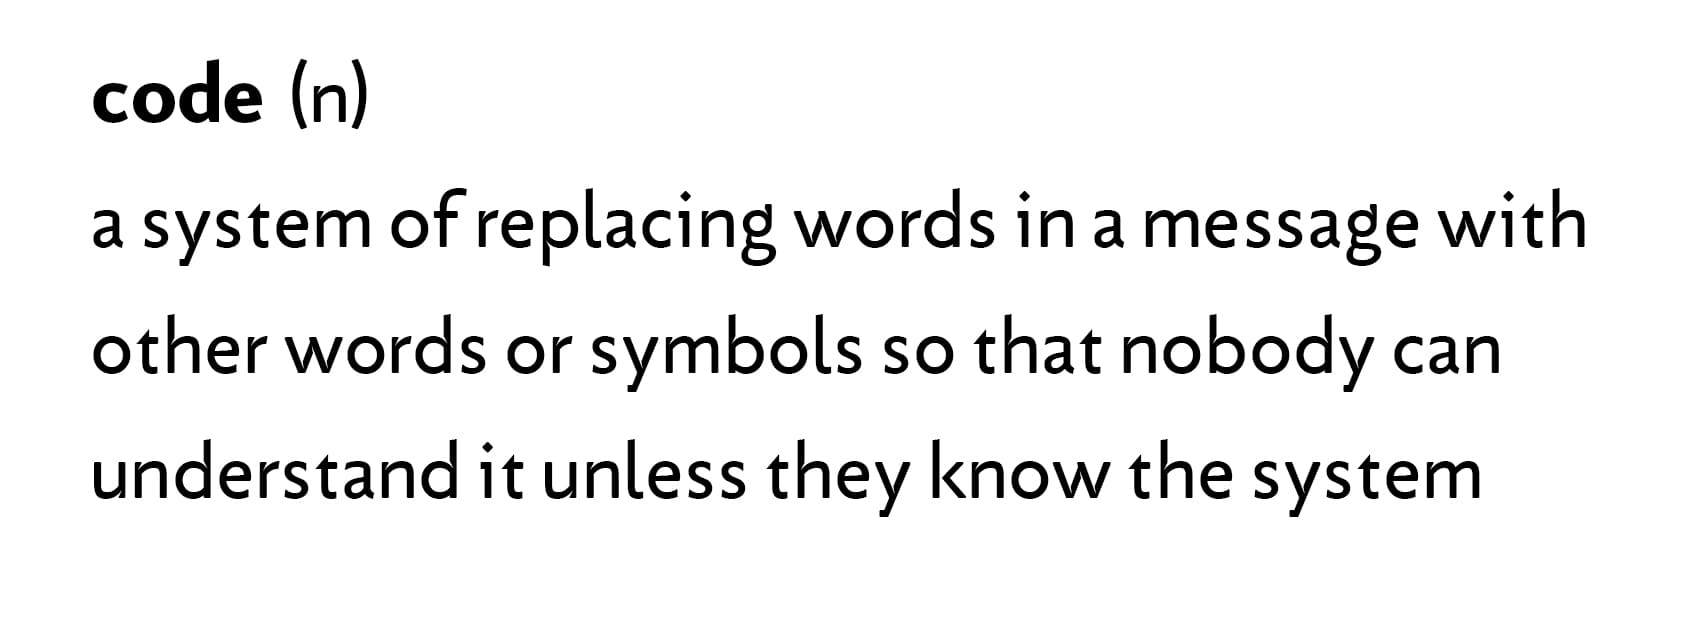 code (n)
a system of replacing words in a message with
other words or symbols so that nobody can
understand it unless they know the system